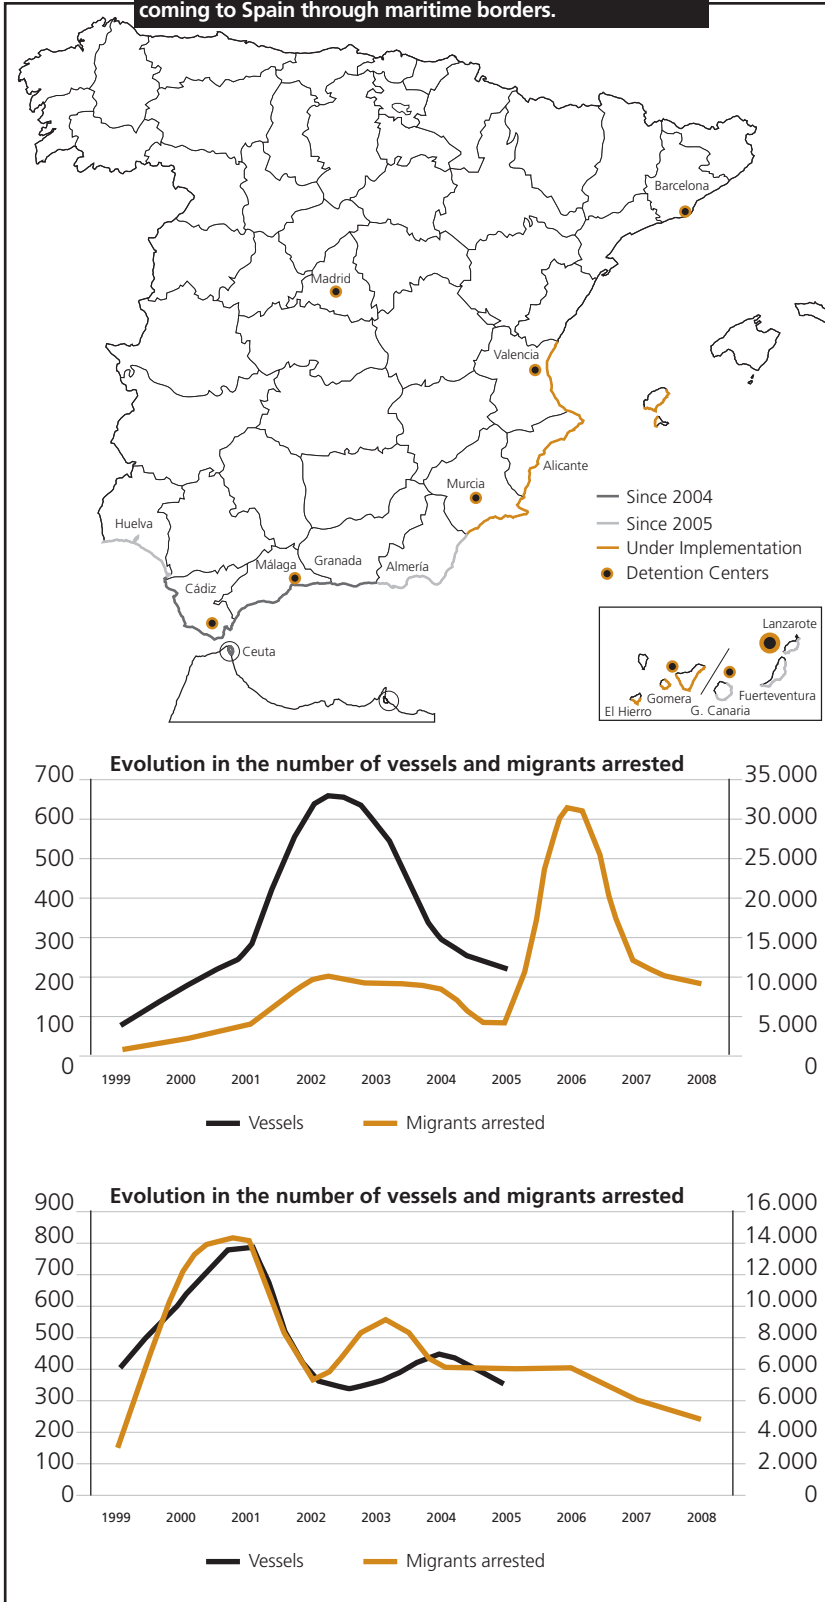 coming to Spain through maritime borders.
Barcelona
Madrid
Valencia
Alicante
Murcia
Since 2004
Since 2005
Under Implementation
Detention Centers
Huelva
Málaga
Granada
Almería
Cádiz
Ceuta
Lanzarote
Fuerteventura
Gomera
G. Canaria
El Hierro
Evolution in the number of vessels and migrants arrested
700
600
500
400
300
200
100
0
35.000
30.000
25.000
20.000
15.000
10.000
5.000
0
1999 2000 2001 2002 2003 2004 2005 2006 2007 2008
Vessels Migrants arrested
Evolution in the number of vessels and migrants arrested
900
800
700
600
500
400
300
200
100
0
16.000
14.000
12.000
10.000
8.000
6.000
6.000
4.000
2.000
0
1999 2000 2001 2002 2003 2004 2005 2006 2007 2008
Vessels Migrants arrested